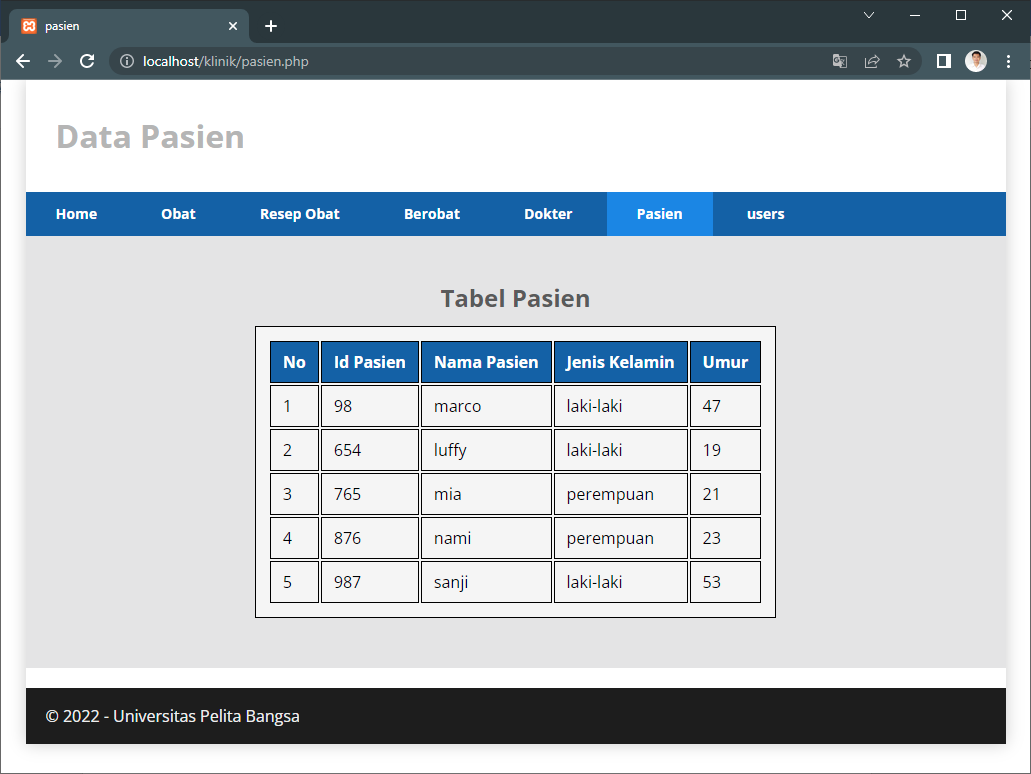 pasien
localhost/klinik/pasien.php
Data Pasien
Home Obat Resep Obat Berobat Dokter Pasien users
Tabel Pasien
No Id Pasien Nama Pasien Jenis Kelamin Umur
1 98 marco laki-laki 47
2 654 luffy laki-laki 19
3 765 mia perempuan 21
4 876 nami perempuan 23
5 987 sanji laki-laki 53
© 2022 - Universitas Pelita Bangsa